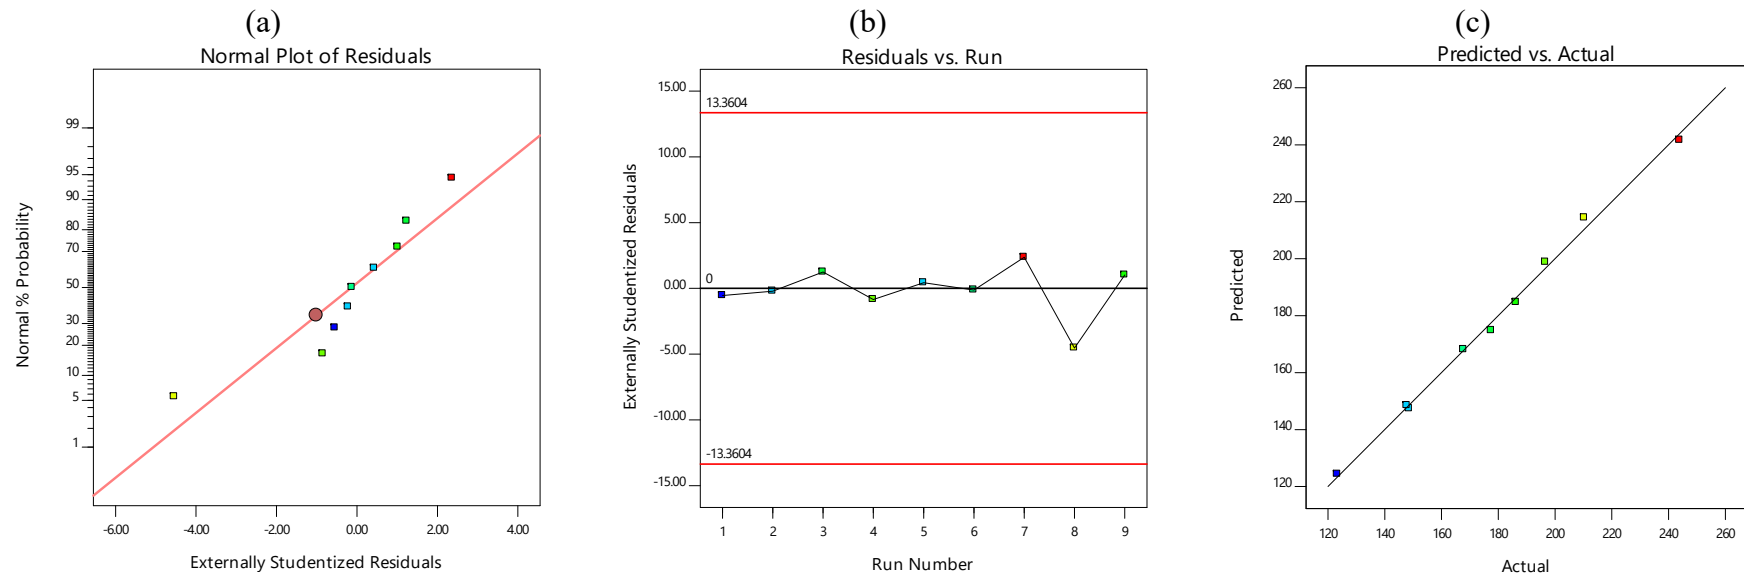 (a)
Normal Plot of Residuals
Normal % Probability
99
95
90
80
70
50
30
20
10
5
1
-6.00 -4.00 -2.00 0.00 2.00 4.00
Externally Studentized Residuals
(b)
Residuals vs. Run
Externally Studentized Residuals
15.00
13.3604
10.00
5.00
0
0.00
-5.00
-10.00
-13.3604
-15.00
1 2 3 4 5 6 7 8 9
Run Number
(c)
Predicted vs. Actual
Predicted
260
240
220
200
180
160
140
120
120 140 160 180 200 220 240 260
Actual